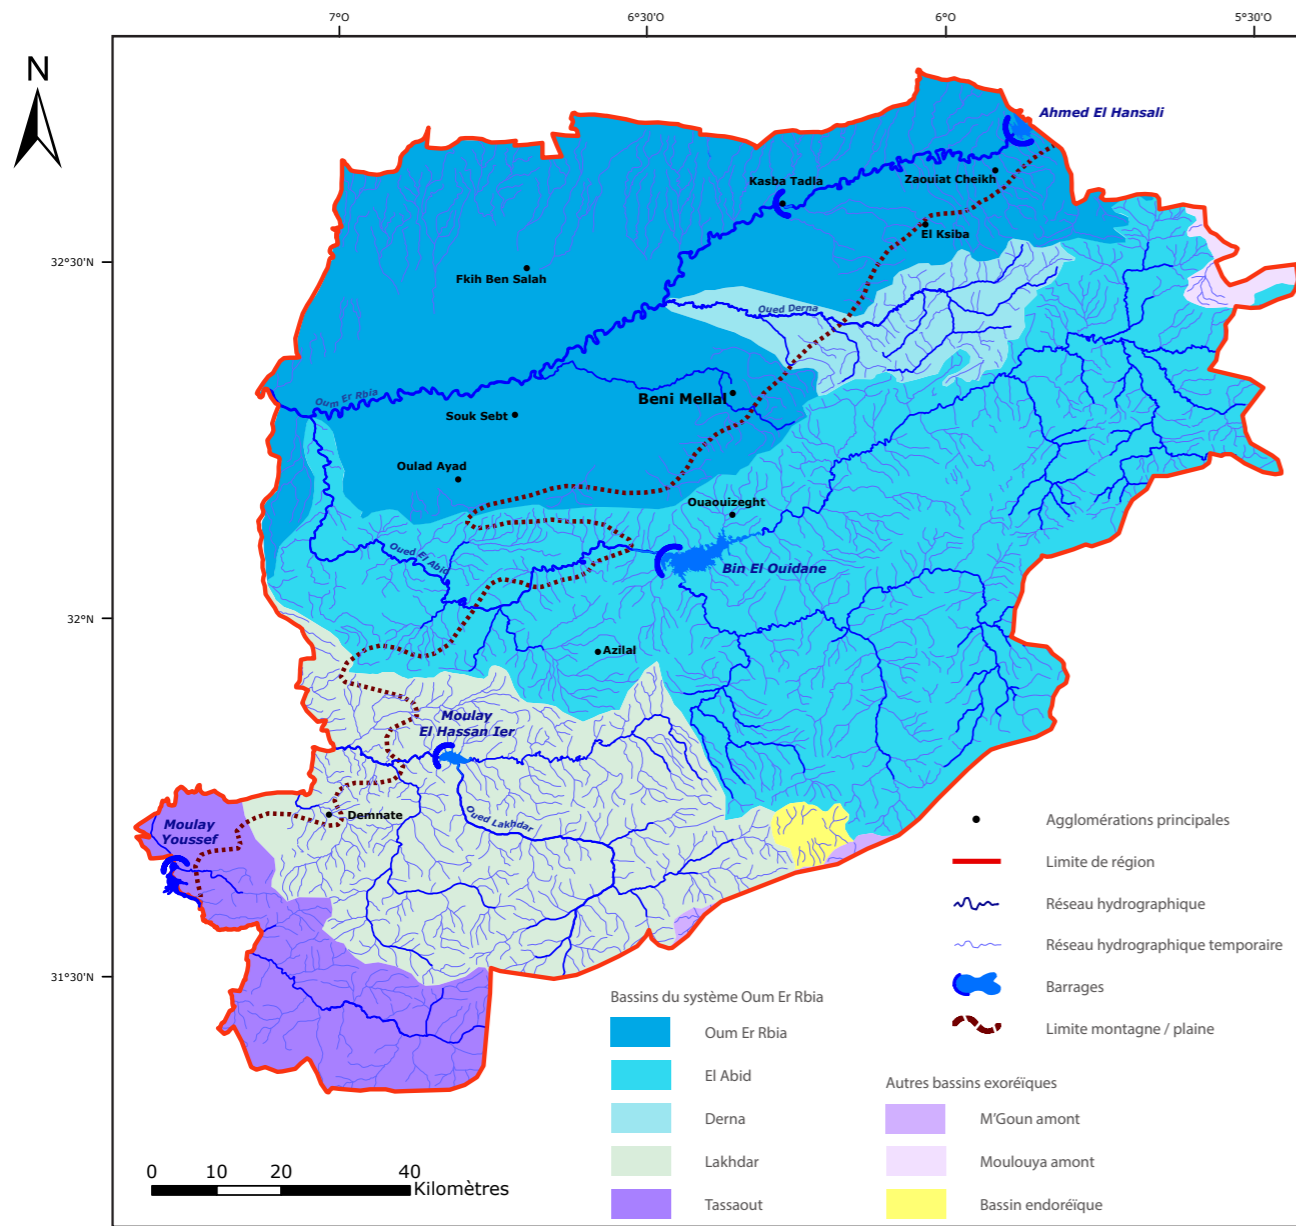 7°O
6°30'O
6°O
5°30'O
N
Ahmed El Hansali
Kasba Tadla
Zaouiat Cheikh
El Ksiba
32°30'N
Fkih Ben Salah
Oued Derna
Oum Er Rbia
Beni Mellal
Souk Sebt
Oulad Ayad
Ouaouizeght
Oued El Abid
Bin El Ouidane
32°N
Azilal
Moulay
El Hassan Ier
Oued Lakhdar
Demnate
Moulay
Youssef
31°30'N
Agglomérations principales
Limite de région
Réseau hydrographique
Réseau hydrographique temporaire
Barrages
Limite montagne / plaine
Bassins du système Oum Er Rbia
Oum Er Rbia
El Abid
Derna
Lakhdar
Tassaout
Autres bassins exoréïques
M'Goun amont
Moulouya amont
Bassin endoréïque
0 10 20 40
Kilomètres